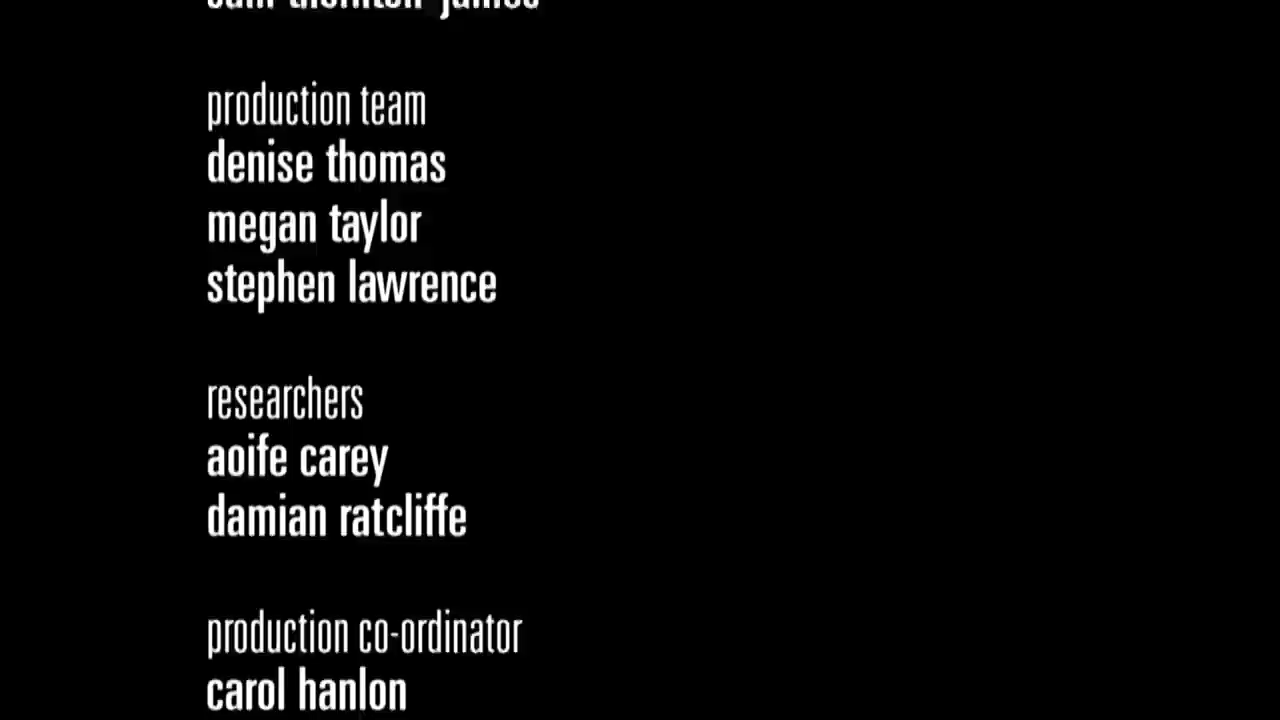 production team
denise thomas
megan taylor
stephen lawrence
researchers
aoife carey
damian ratcliffe
production co-ordinator
carol hanlon